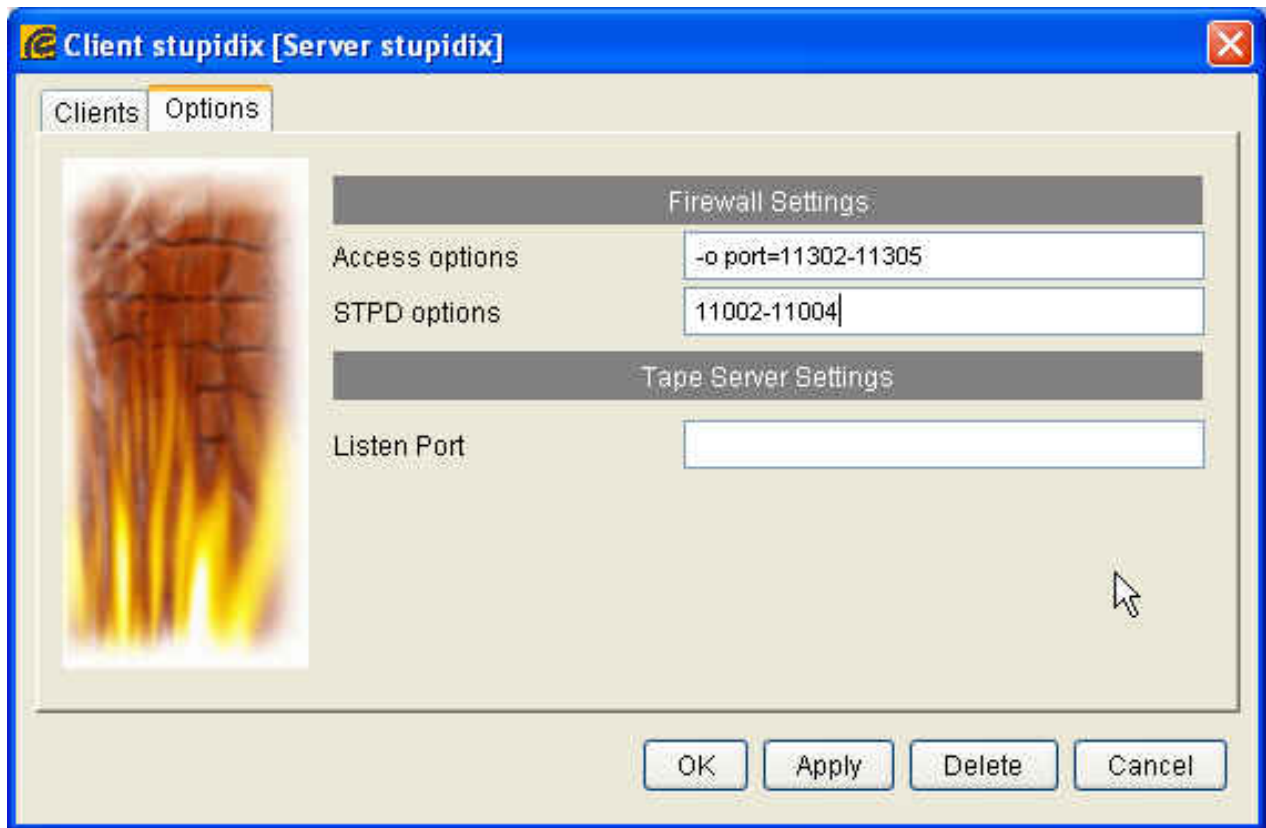 Client stupidix [Server stupidix]
Clients Options
Firewall Settings
Access options -o port=11302-11305
STPD options 11002-11004
Tape Server Settings
Listen Port
OK Apply Delete Cancel